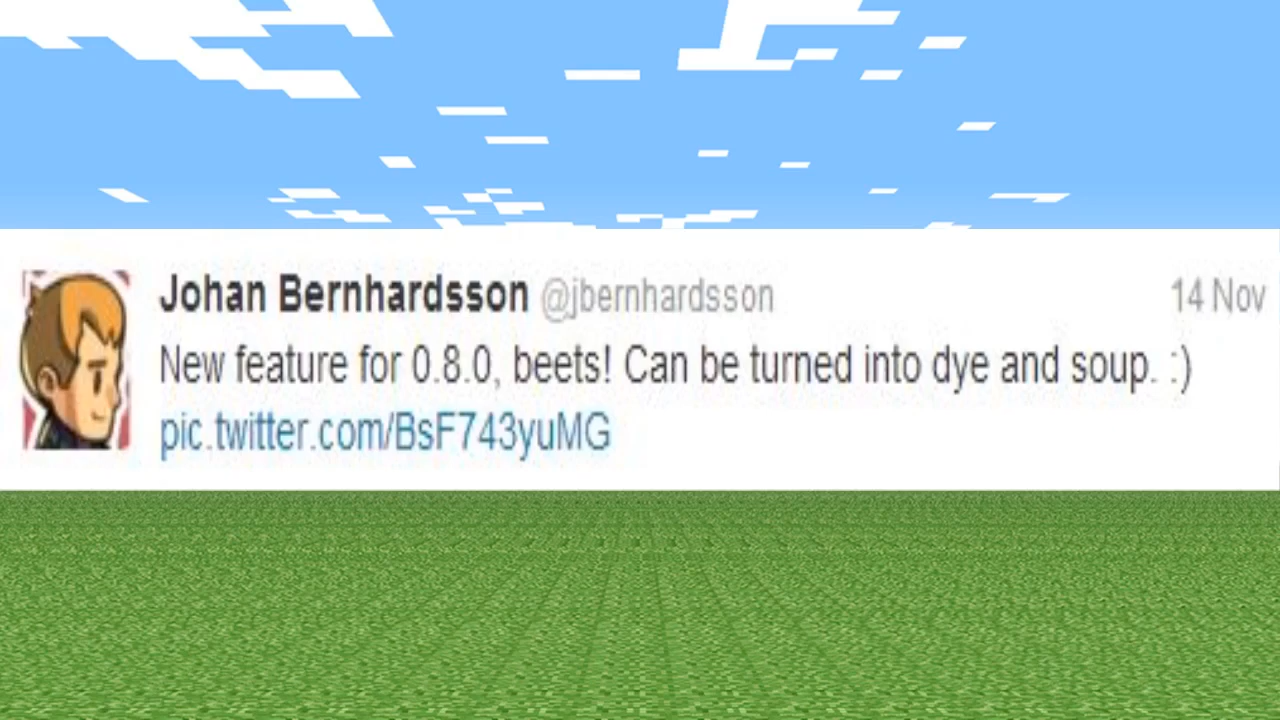 Johan Bernhardsson @jbernhardsson 14 Nov
New feature for 0.8.0, beets! Can be turned into dye and soup. :)
pic.twitter.com/BsF743yuMG